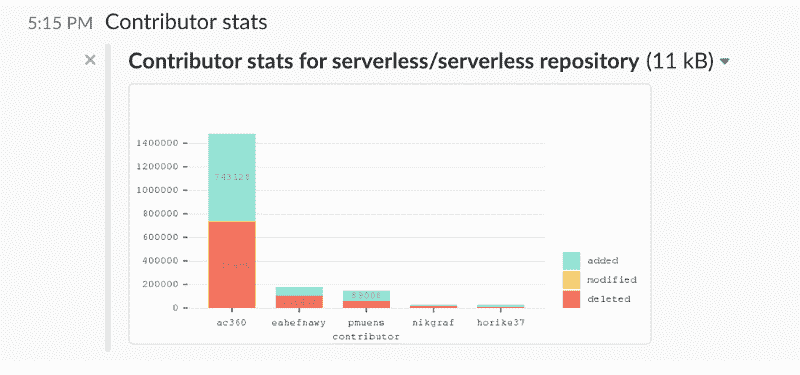 5:15 PM Contributor stats
× Contributor stats for serverless/serverless repository (11 kB)
1400000
1200000
1000000
800000
600000
400000
200000
0
added
modified
deleted
ac360 eahefnawy pmuens nikgraf horike37
contributor